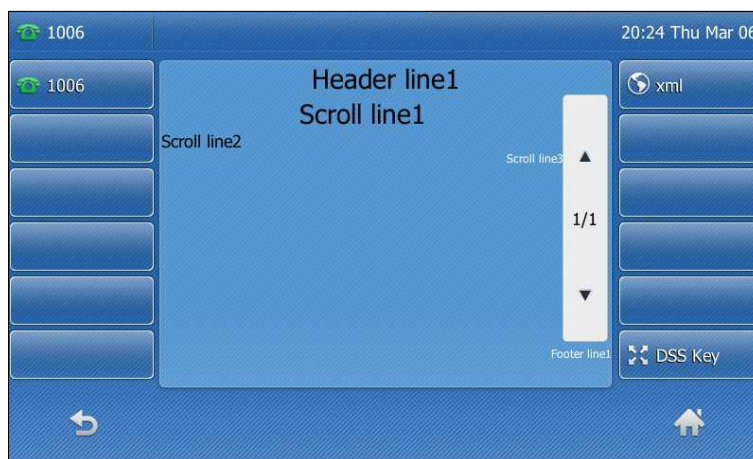 1006
20:24 Thu Mar 06
1006
Header line1
xml
Scroll line1
Scroll line2
Scroll line3
1/1
Footer line1
DSS Key